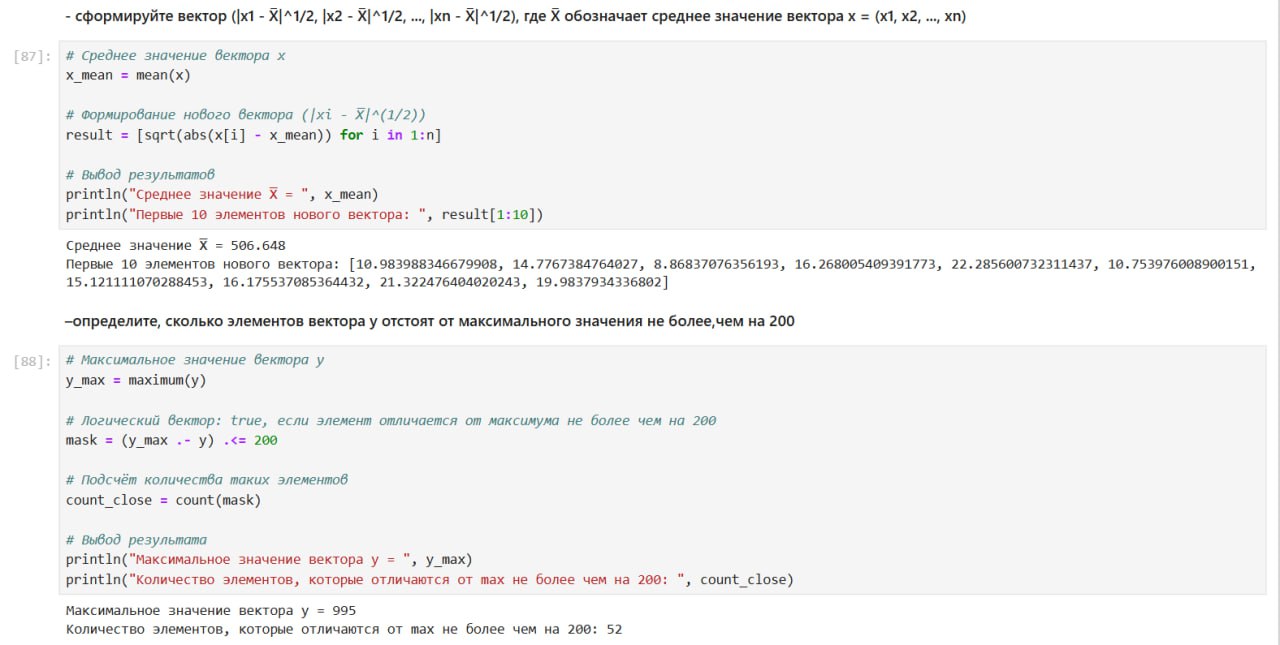 - сформируйте вектор (|x1 - X̅|^1/2, |x2 - X̅|^1/2, ..., |xn - X̅|^1/2), где X̅ обозначает среднее значение вектора x = (x1, x2, ..., xn)
[87]:
# Среднее значение вектора x
x_mean = mean(x)
# Формирование нового вектора (|xi - X̅|^(1/2))
result = [sqrt(abs(x[i] - x_mean)) for i in 1:n]
# Вывод результатов
println("Среднее значение X̅ = ", x_mean)
println("Первые 10 элементов нового вектора: ", result[1:10])
Среднее значение X̅ = 506.648
Первые 10 элементов нового вектора: [10.983988346679908, 14.7767384764027, 8.86837076356193, 16.268005409391773, 22.285600732311437, 10.753976008900151,
15.121111070288453, 16.175537085364432, 21.322476404020243, 19.9837934336802]
–определите, сколько элементов вектора y отстоят от максимального значения не более,чем на 200
[88]:
# Максимальное значение вектора y
y_max = maximum(y)
# Логический вектор: true, если элемент отличается от максимума не более чем на 200
mask = (y_max .- y) .<= 200
# Подсчёт количества таких элементов
count_close = count(mask)
# Вывод результата
println("Максимальное значение вектора y = ", y_max)
println("Количество элементов, которые отличаются от max не более чем на 200: ", count_close)
Максимальное значение вектора y = 995
Количество элементов, которые отличаются от max не более чем на 200: 52